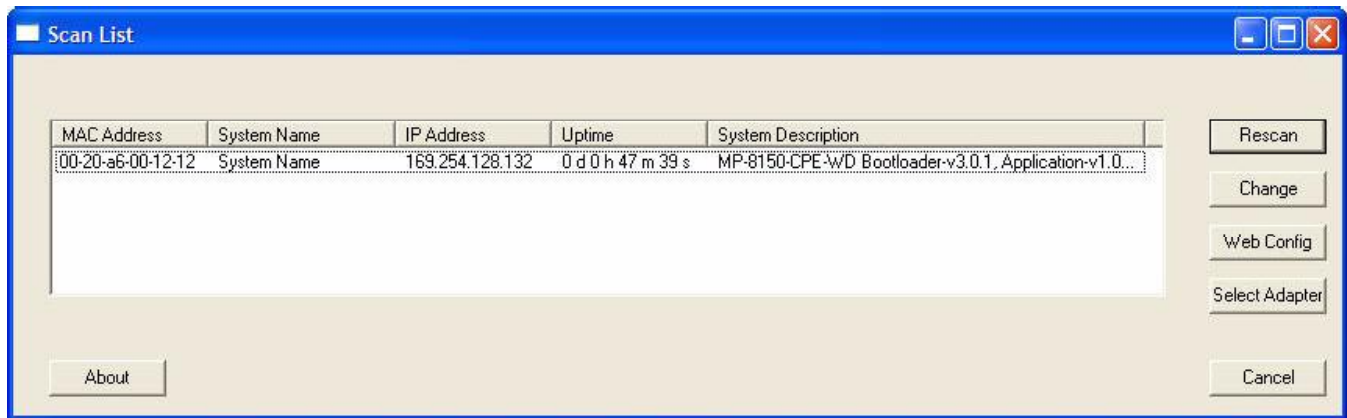 Scan List
MAC Address System Name IP Address Uptime System Description
00-20-a6-00-12-12 System Name 169.254.128.132 0 d 0 h 47 m 39 s MP-8150-CPE-WD Bootloader-v3.0.1, Application-v1.0...
Rescan
Change
Web Config
Select Adapter
About
Cancel